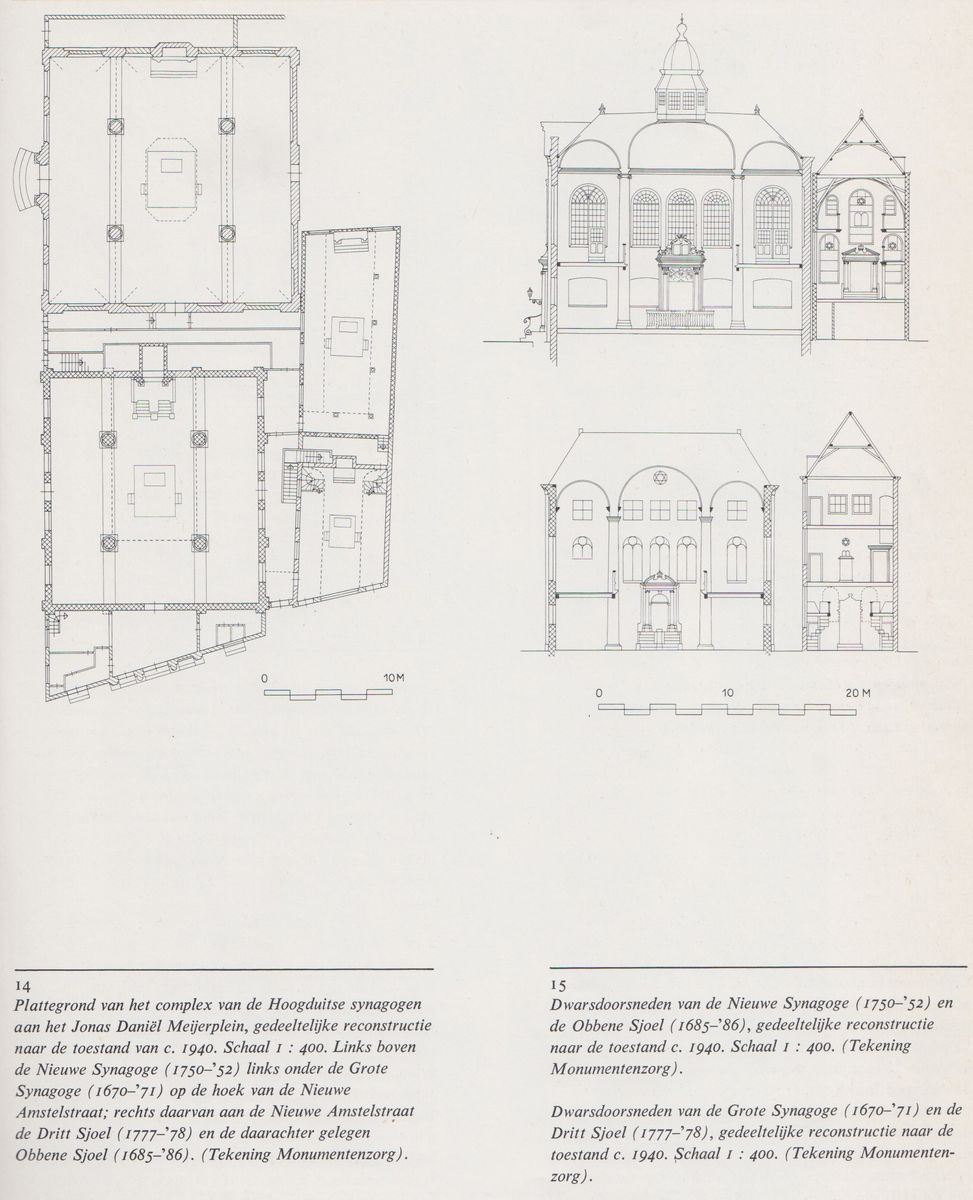 0 10 M
0 10 20 M
14
Plattegrond van het complex van de Hoogduitse synagogen
aan het Jonas Daniël Meijerplein, gedeeltelijke reconstructie
naar de toestand van c. 1940. Schaal 1 : 400. Links boven
de Nieuwe Synagoge (1750–'52) links onder de Grote
Synagoge (1670–'71) op de hoek van de Nieuwe
Amstelstraat; rechts daarvan aan de Nieuwe Amstelstraat
de Dritt Sjoel (1777–'78) en de daarachter gelegen
Obbene Sjoel (1685–'86). (Tekening Monumentenzorg).
15
Dwarsdoorsneden van de Nieuwe Synagoge (1750–'52) en
de Obbene Sjoel (1685–'86), gedeeltelijke reconstructie
naar de toestand c. 1940. Schaal 1 : 400. (Tekening
Monumentenzorg).
Dwarsdoorsneden van de Grote Synagoge (1670–'71) en de
Dritt Sjoel (1777–'78), gedeeltelijke reconstructie naar de
toestand c. 1940. Schaal 1 : 400. (Tekening Monumenten-
zorg).